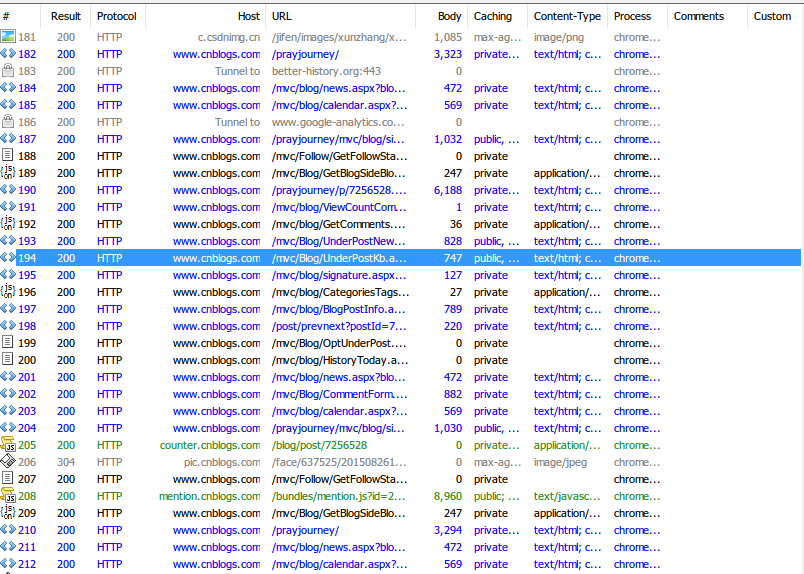 # Result Protocol Host URL Body Caching Content-Type Process Comments Custom
181 200 HTTP c.csdnimg.cn /jifen/images/xunzhang/x... 1,085 max-ag... image/png chrome...
182 200 HTTP www.cnblogs.com /prayjourney/ 3,323 private... text/html; c... chrome...
183 200 HTTP Tunnel to better-history.org:443 0 chrome...
184 200 HTTP www.cnblogs.com /mvc/blog/news.aspx?blo... 472 private text/html; c... chrome...
185 200 HTTP www.cnblogs.com /mvc/blog/calendar.aspx?... 569 private text/html; c... chrome...
186 200 HTTP Tunnel to www.google-analytics.co... 0 chrome...
187 200 HTTP www.cnblogs.com /prayjourney/mvc/blog/si... 1,032 public, ... text/html; c... chrome...
188 200 HTTP www.cnblogs.com /mvc/Follow/GetFollowSta... 0 private chrome...
js on 189 200 HTTP www.cnblogs.com /mvc/Blog/GetBlogSideBlo... 247 private application/... chrome...
190 200 HTTP www.cnblogs.com /prayjourney/p/7256528.... 6,188 private... text/html; c... chrome...
191 200 HTTP www.cnblogs.com /mvc/blog/ViewCountCom... 1 private text/html; c... chrome...
js on 192 200 HTTP www.cnblogs.com /mvc/blog/GetComments.... 36 private application/... chrome...
193 200 HTTP www.cnblogs.com /mvc/Blog/UnderPostNew... 828 public, ... text/html; c... chrome...
194 200 HTTP www.cnblogs.com /mvc/Blog/UnderPostKb.a... 747 public, ... text/html; c... chrome...
195 200 HTTP www.cnblogs.com /mvc/blog/signature.aspx... 127 private text/html; c... chrome...
js on 196 200 HTTP www.cnblogs.com /mvc/blog/CategoriesTags... 27 private application/... chrome...
197 200 HTTP www.cnblogs.com /mvc/blog/BlogPostInfo.a... 789 private text/html; c... chrome...
198 200 HTTP www.cnblogs.com /post/prevnext?postId=7... 220 private text/html; c... chrome...
199 200 HTTP www.cnblogs.com /mvc/Blog/OptUnderPost.... 0 private chrome...
200 200 HTTP www.cnblogs.com /mvc/Blog/HistoryToday.a... 0 private chrome...
201 200 HTTP www.cnblogs.com /mvc/blog/news.aspx?blo... 472 private text/html; c... chrome...
202 200 HTTP www.cnblogs.com /mvc/Blog/CommentForm.... 882 private text/html; c... chrome...
203 200 HTTP www.cnblogs.com /mvc/blog/calendar.aspx?... 569 private text/html; c... chrome...
204 200 HTTP www.cnblogs.com /prayjourney/mvc/blog/si... 1,030 public, ... text/html; c... chrome...
JS 205 200 HTTP counter.cnblogs.com /blog/post/7256528 0 private... application/... chrome...
206 304 HTTP pic.cnblogs.com /face/637525/201508261... 0 max-ag... image/jpeg chrome...
207 200 HTTP www.cnblogs.com /mvc/Follow/GetFollowSta... 0 private chrome...
JS 208 200 HTTP mention.cnblogs.com /bundles/mention.js?id=2... 8,960 public; ... text/javasc... chrome...
js on 209 200 HTTP www.cnblogs.com /mvc/Blog/GetBlogSideBlo... 247 private application/... chrome...
210 200 HTTP www.cnblogs.com /prayjourney/ 3,294 private... text/html; c... chrome...
211 200 HTTP www.cnblogs.com /mvc/blog/news.aspx?blo... 472 private text/html; c... chrome...
212 200 HTTP www.cnblogs.com /mvc/blog/calendar.aspx?... 569 private text/html; c... chrome...